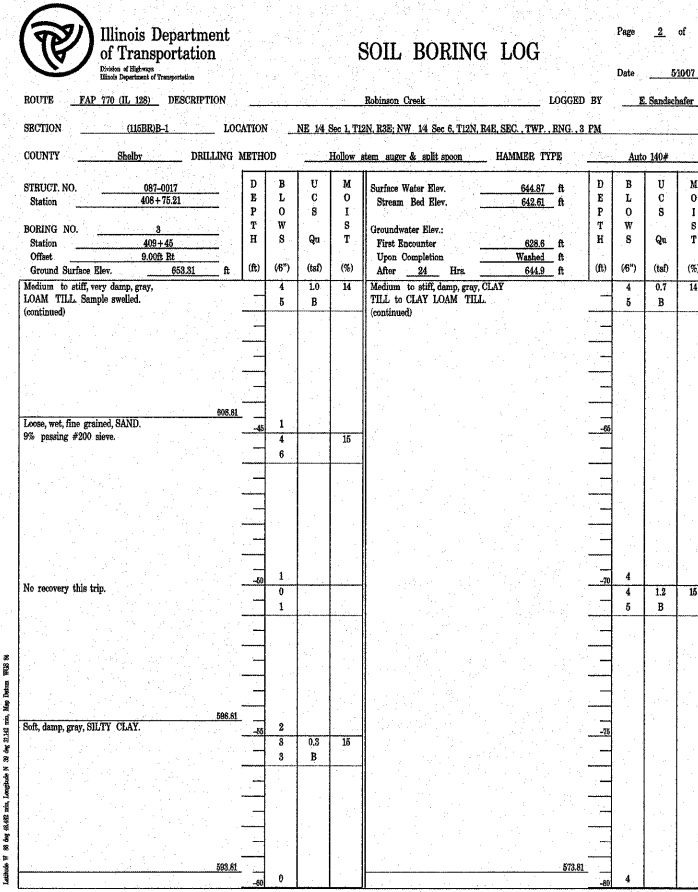 Illinois Department
of Transportation
Division of Highways
Illinois Department of Transportation
SOIL BORING LOG
Page 2 of
Date 5/10/07
ROUTE FAP 770 (IL 128) DESCRIPTION Robinson Creek LOGGED BY E. Sandschafer
SECTION (115BR)B-1 LOCATION NE 1/4 Sec 1, T12N, R3E; NW 1/4 Sec 6, T12N, R4E, SEC. , TWP. , RNG. , 3 PM
COUNTY Shelby DRILLING METHOD Hollow stem auger & split spoon HAMMER TYPE Auto 140#
STRUCT. NO. 087-0017
Station 408+75.21
BORING NO. 3
Station 409+45
Offset 9.00ft Rt
Ground Surface Elev. 653.31 ft
D B U M
E L C O
P O S I
T W S
H S Qu T
(ft) (/6") (tsf) (%)
Surface Water Elev. 644.87 ft
Stream Bed Elev. 642.61 ft
Groundwater Elev.:
First Encounter 628.6 ft
Upon Completion Washed ft
After 24 Hrs. 644.9 ft
D B U M
E L C O
P O S I
T W S
H S Qu T
(ft) (/6") (tsf) (%
Medium to stiff, very damp, gray, 4 1.0 14
LOAM TILL. Sample swelled. 5 B
(continued)
608.81
Loose, wet, fine grained, SAND. -45 1
9% passing #200 sieve. 4 15
6
-50 1
No recovery this trip. 0
1
598.81
Soft, damp, gray, SILTY CLAY. -55 2
3 0.3 15
3 B
593.81
-60 0
Medium to stiff, damp, gray, CLAY 4 0.7 14
TILL to CLAY LOAM TILL. 5 B
(continued)
-65
-70 4
4 1.2 15
5 B
-75
573.81
-80 4